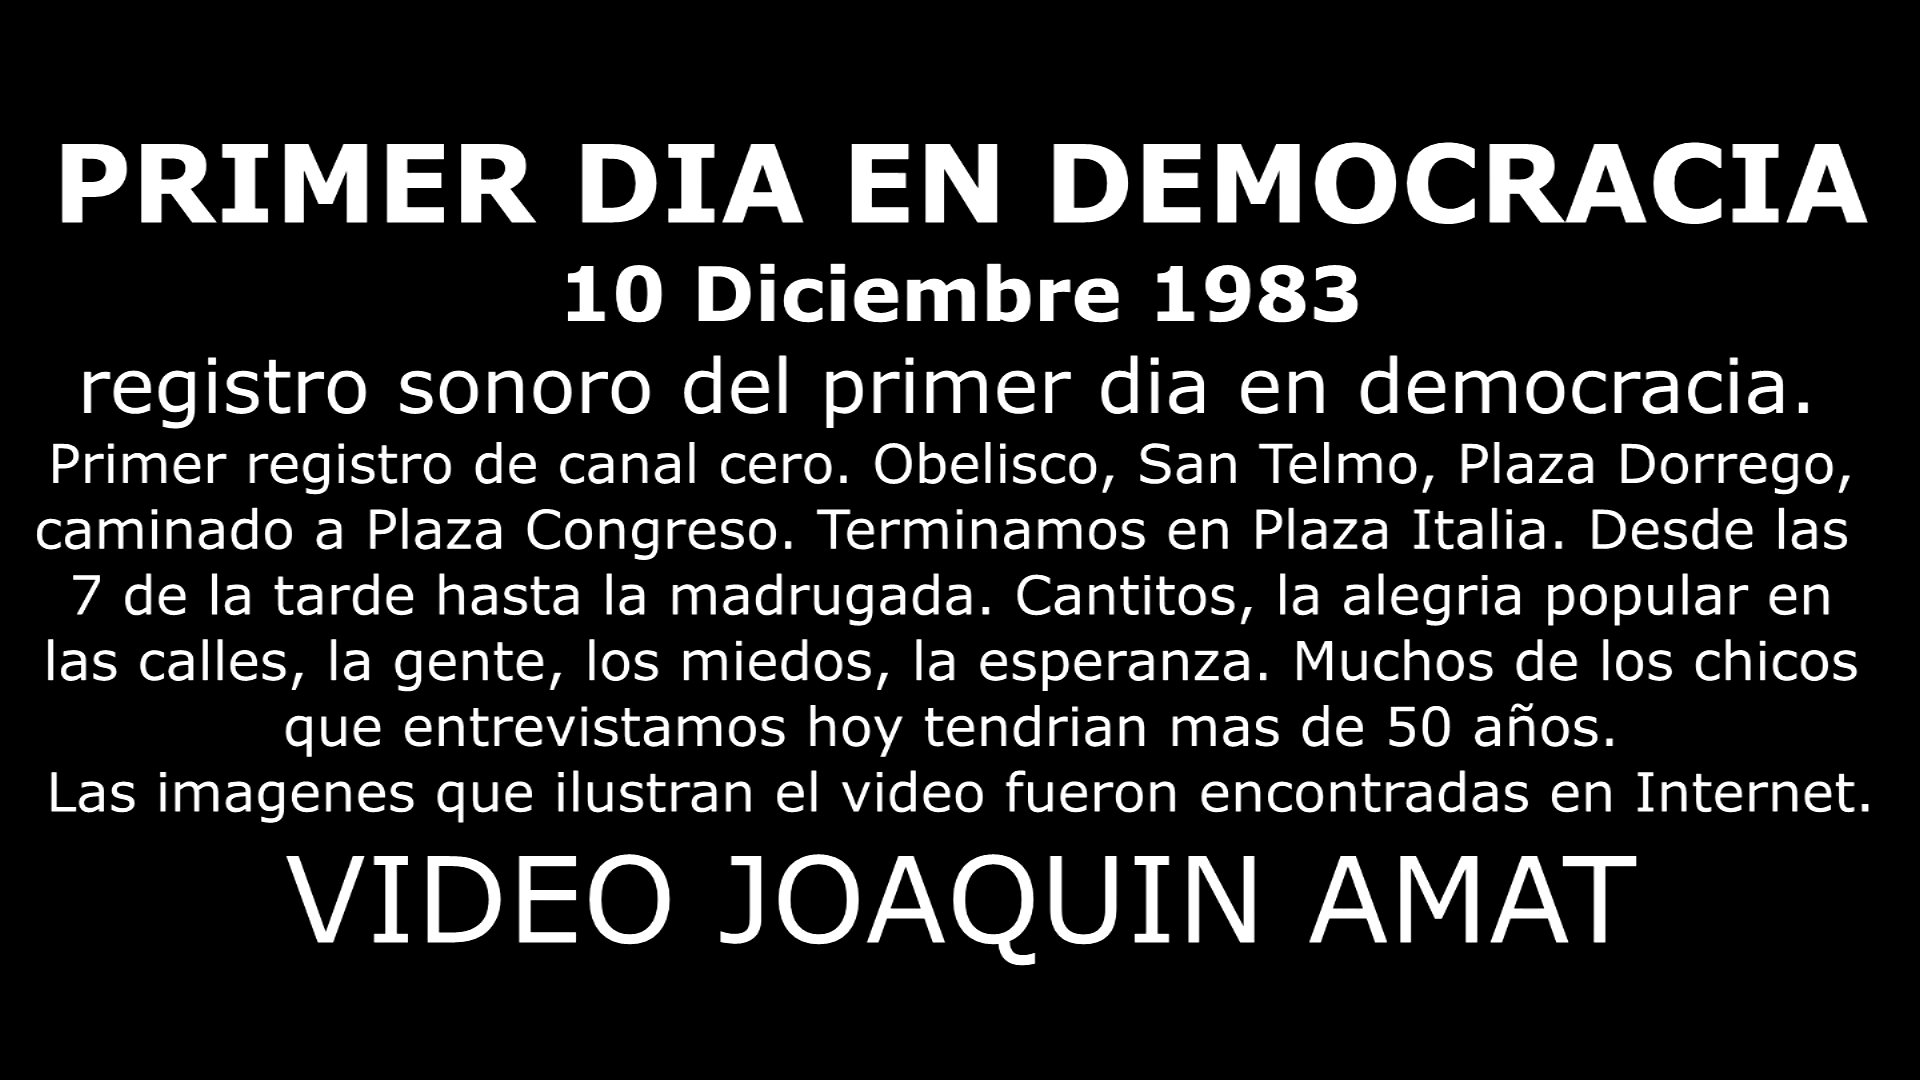 PRIMER DIA EN DEMOCRACIA
10 Diciembre 1983
registro sonoro del primer dia en democracia.
Primer registro de canal cero. Obelisco, San Telmo, Plaza Dorrego,
caminado a Plaza Congreso. Terminamos en Plaza Italia. Desde las
7 de la tarde hasta la madrugada. Cantitos, la alegria popular en
las calles, la gente, los miedos, la esperanza. Muchos de los chicos
que entrevistamos hoy tendrian mas de 50 años.
Las imagenes que ilustran el video fueron encontradas en Internet.
VIDEO JOAQUIN AMAT